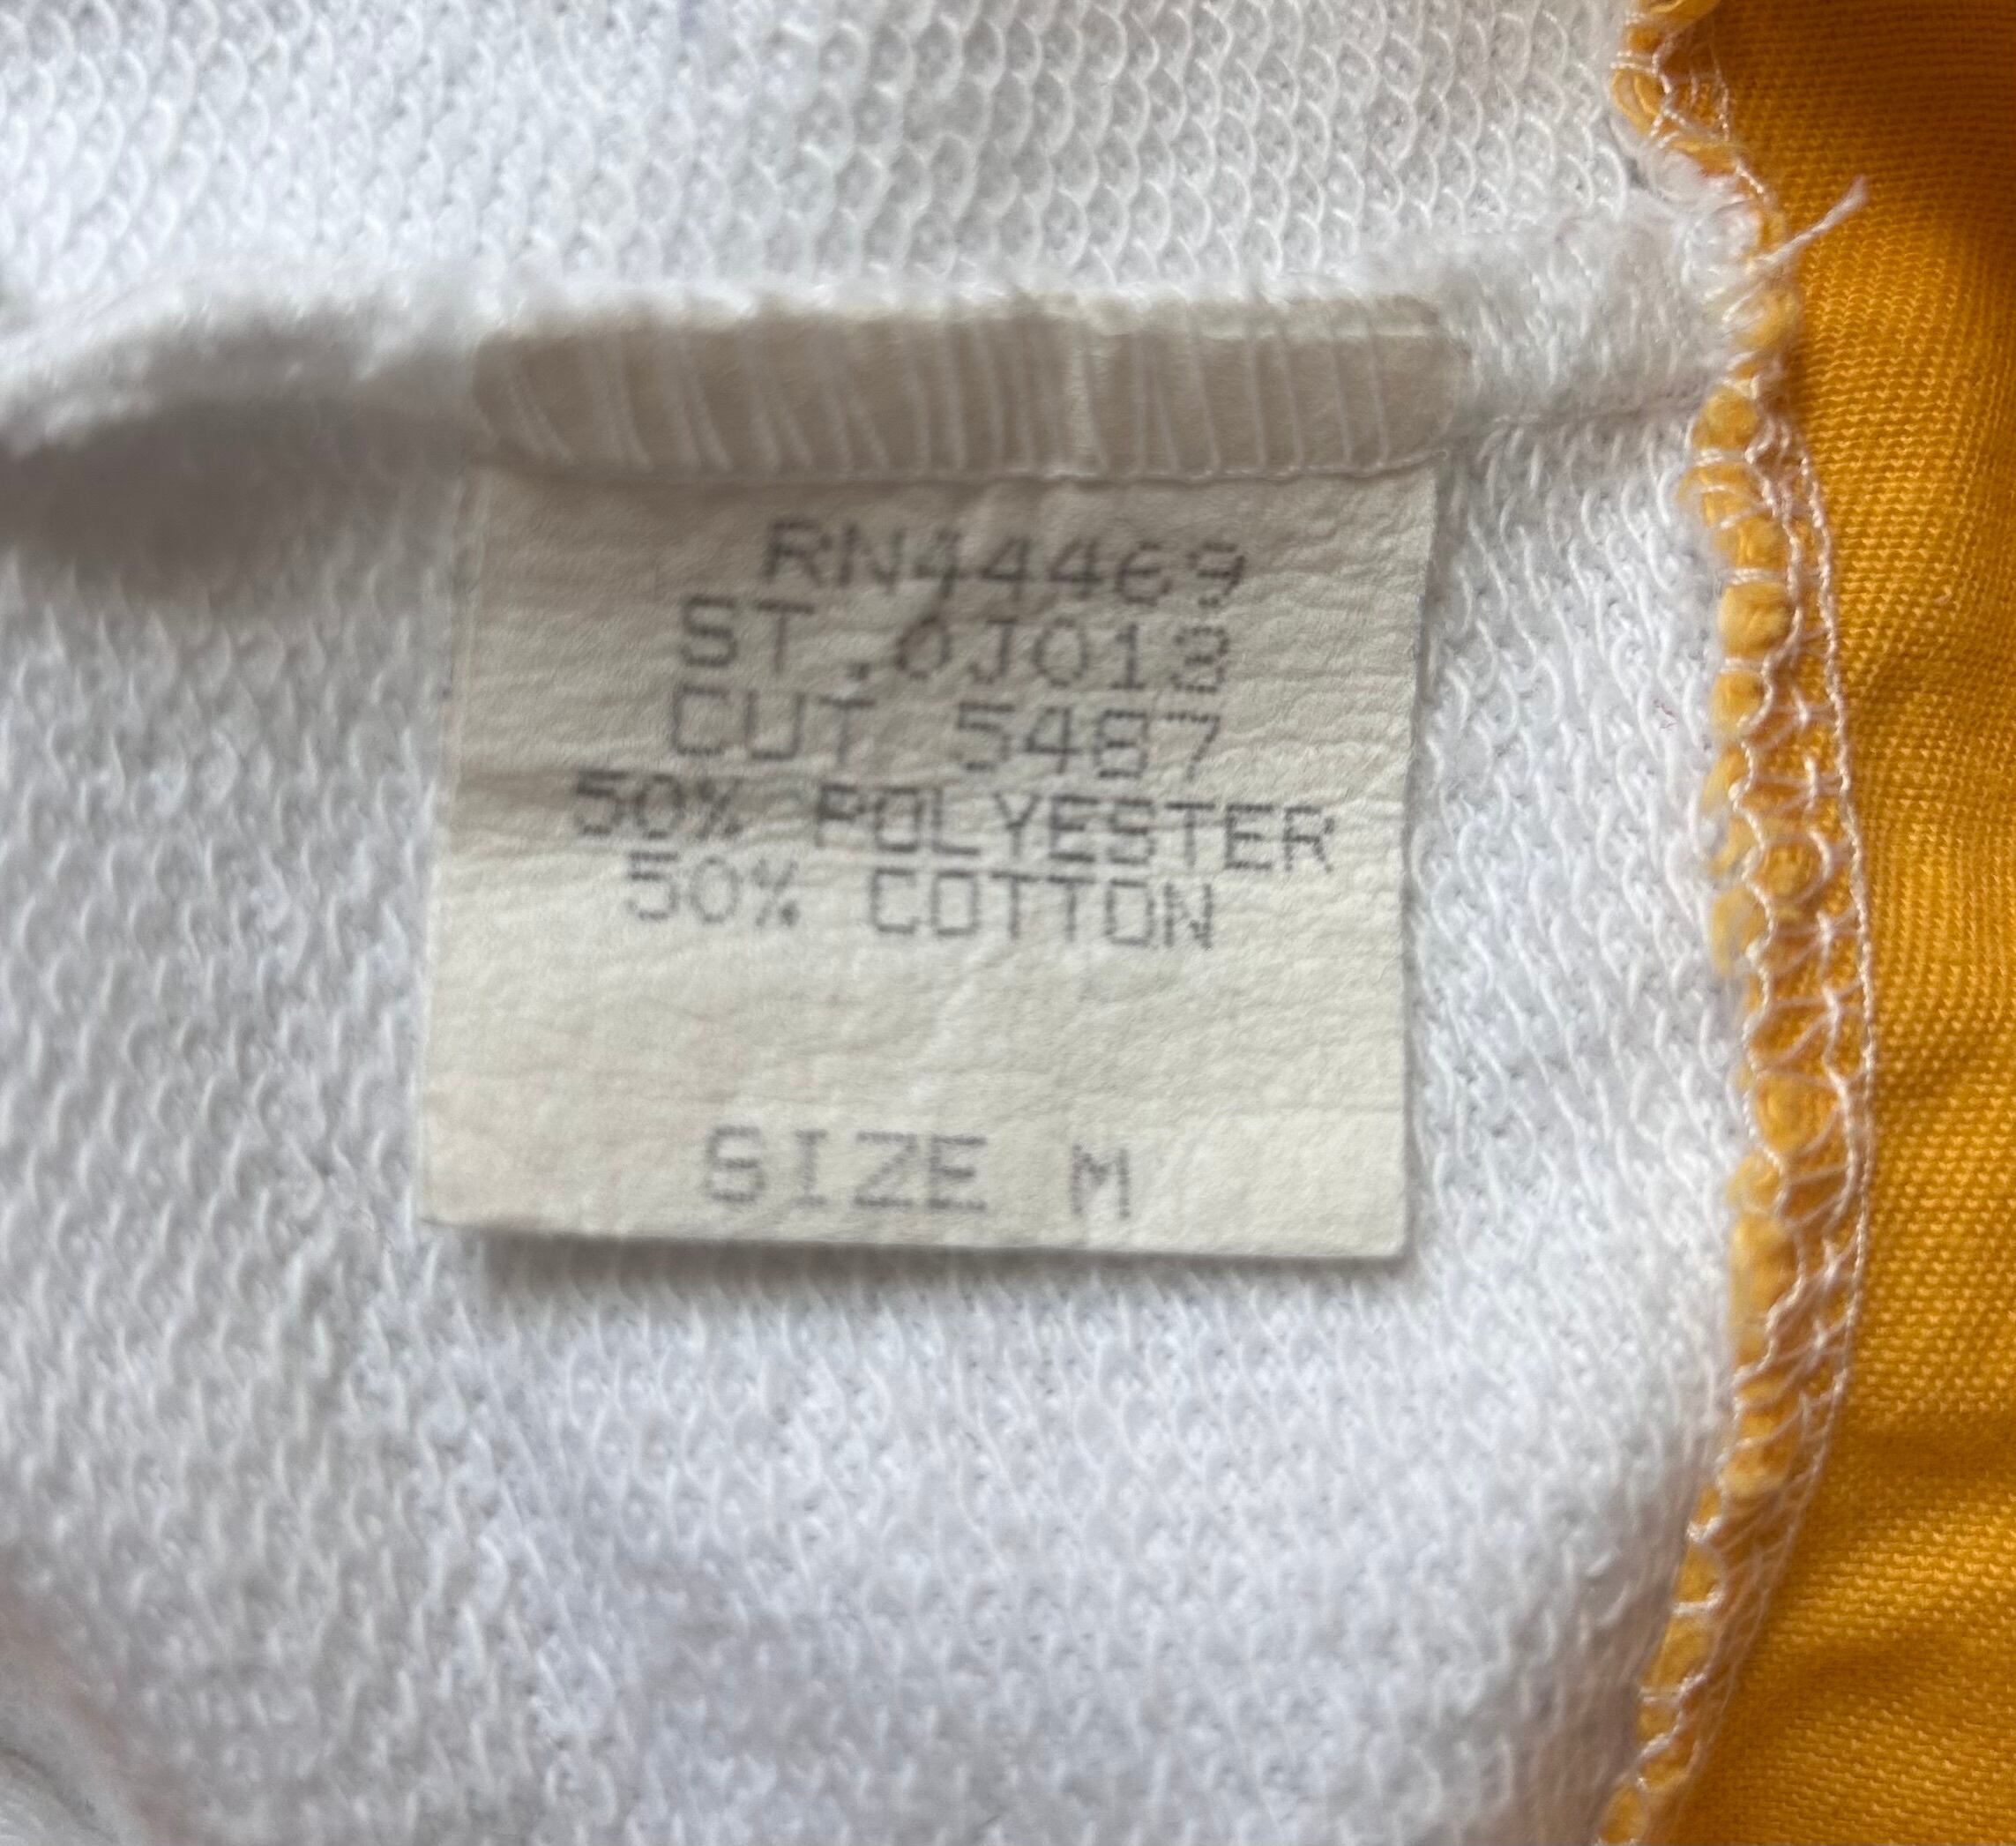 RN44469
ST.0J013
CUT 5487
50% POLYESTER
50% COTTON
SIZE M